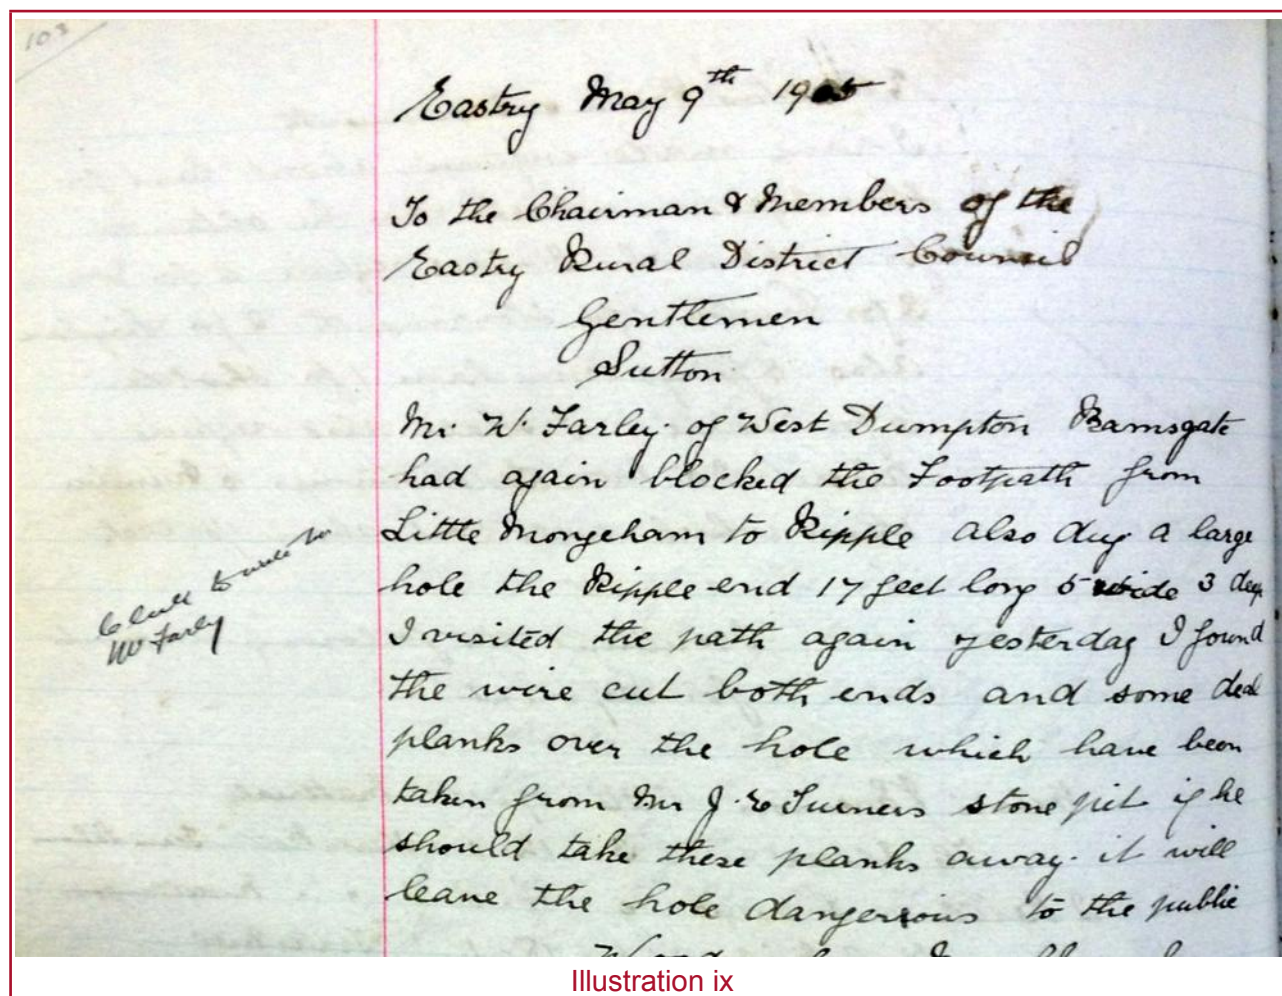 103
Eastry May 9th 1905
To the Chairman & Members of the
Eastry Rural District Council
Gentlemen
Sutton
Mr. W. Farley. of West Dumpton Ramsgate
had again blocked the Footpath from
Little Mongeham to Ripple also dug a large
hole the Ripple end 17 feet long 5 wide 3 deep
Clerk to write to
Mr Farley
I visited the path again yesterday I found
the wire cut both ends and some deal
planks over the hole which have been
taken from Mr J. E Turners stone pit if he
should take these planks away. it will
leave the hole dangerious to the public
Illustration ix